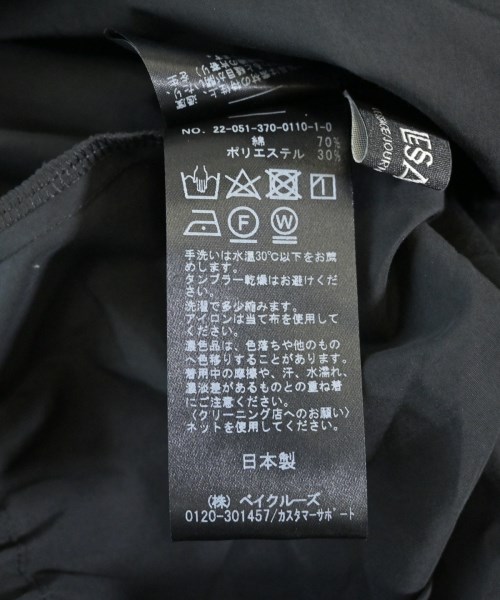 NO. 22-051-370-0110-1-0
綿 70%
ポリエステル 30%
手洗いは水温30℃以下をお薦
めします。
タンブラー乾燥はお避けくだ
さい。
洗濯で多少縮みます。
アイロンは当て布を使用して
ください。
濃色品は、色落ちや他のもの
へ色移りすることがあります。
着用中の摩擦や、汗、水濡れ、
濃淡差があるものとの重ね着
にご注意ください。
〈クリーニング店へのお願い〉
ネットを使用してください。
日本製
(株) ベイクルーズ
0120-301457/カスタマーサポート
ESA